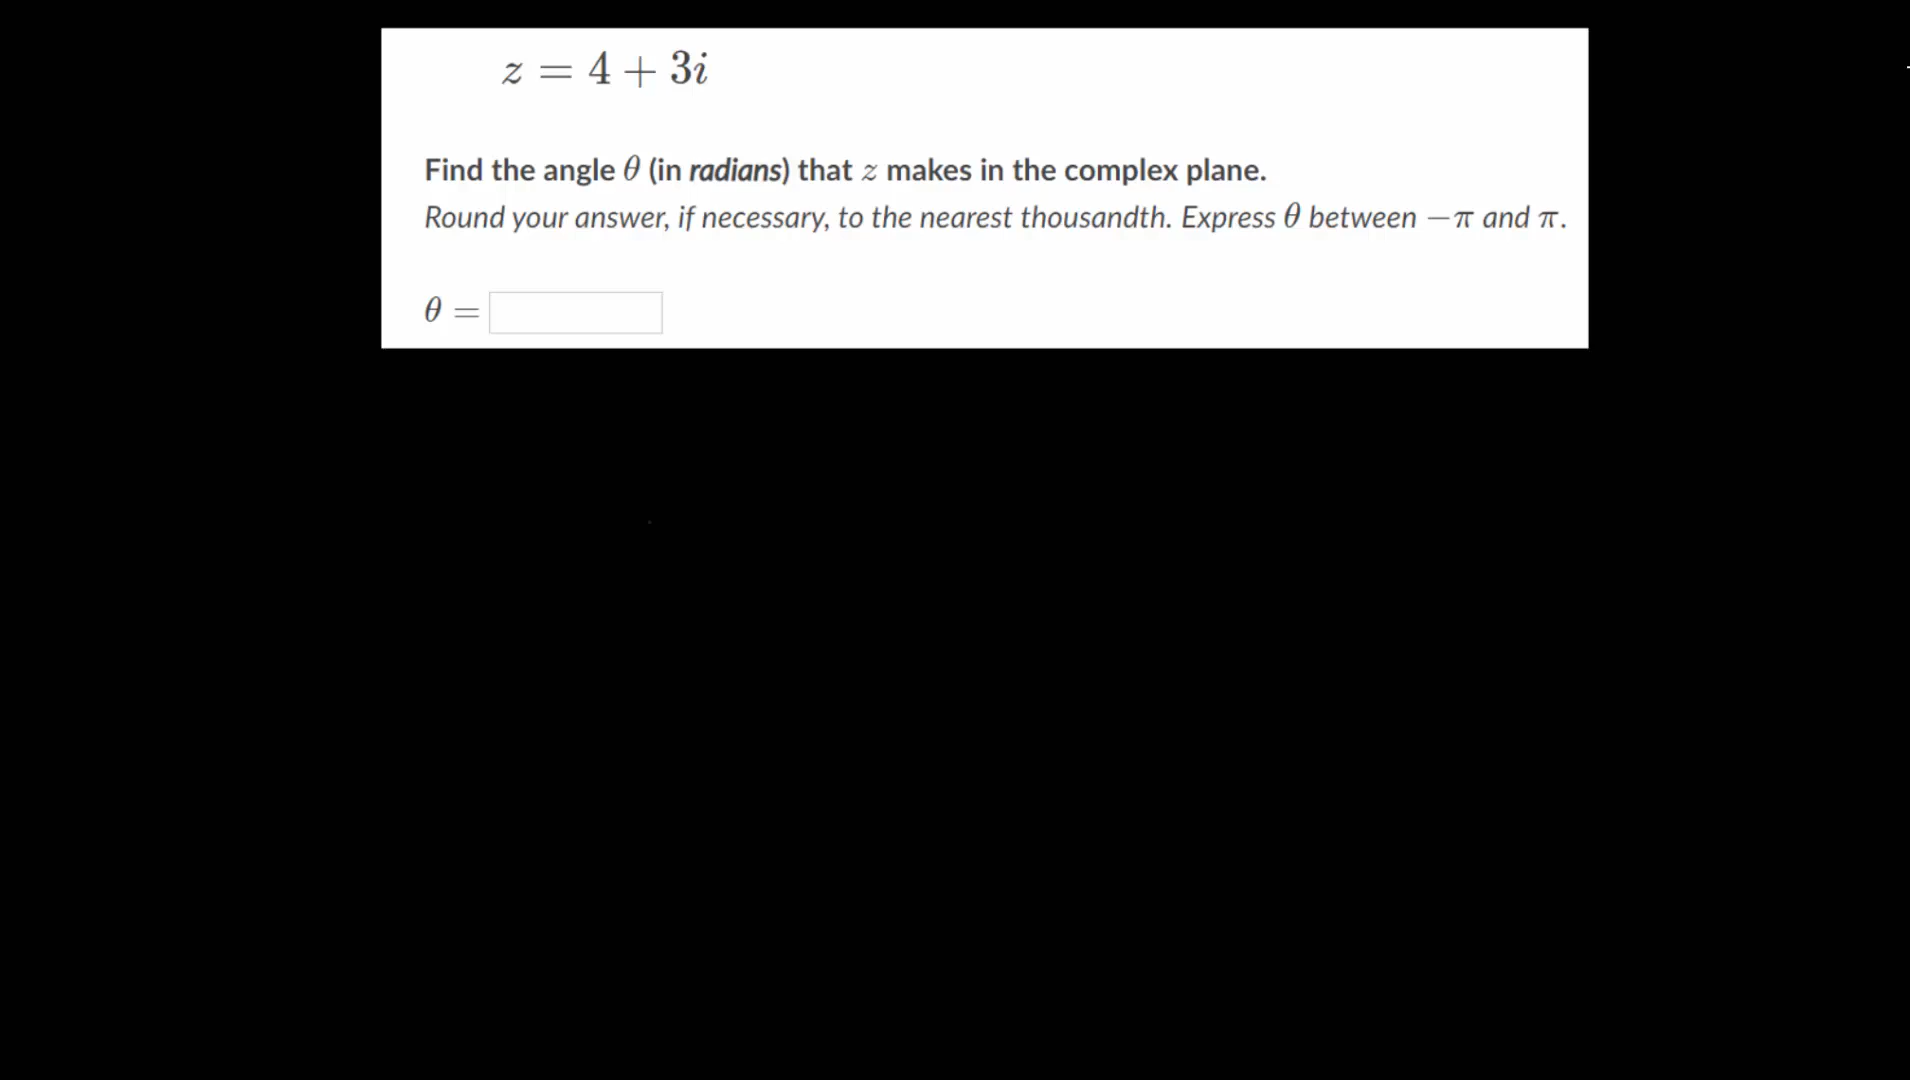 z = 4 + 3i
Find the angle θ (in radians) that z makes in the complex plane.
Round your answer, if necessary, to the nearest thousandth. Express θ between −π and π.
θ =